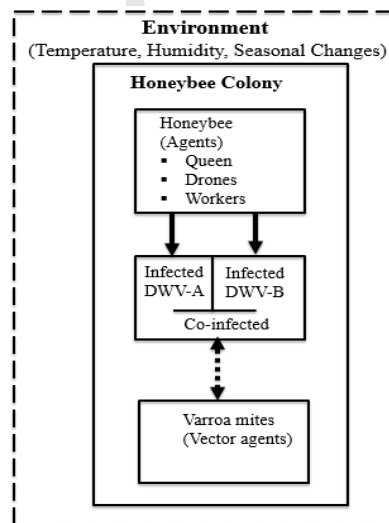 Environment
(Temperature, Humidity, Seasonal Changes)
Honeybee Colony
Honeybee
(Agents)
▪ Queen
▪ Drones
▪ Workers
Infected
DWV-A
Infected
DWV-B
Co-infected
Varroa mites
(Vector agents)